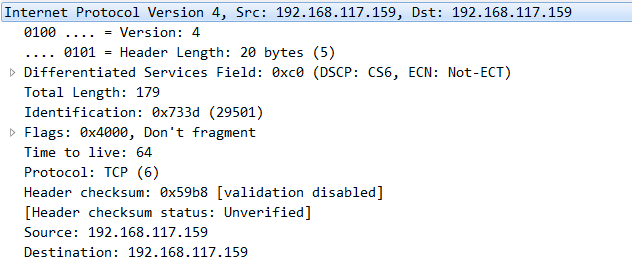 Internet Protocol Version 4, Src: 192.168.117.159, Dst: 192.168.117.159
0100 .... = Version: 4
.... 0101 = Header Length: 20 bytes (5)
Differentiated Services Field: 0xc0 (DSCP: CS6, ECN: Not-ECT)
Total Length: 179
Identification: 0x733d (29501)
Flags: 0x4000, Don't fragment
Time to live: 64
Protocol: TCP (6)
Header checksum: 0x59b8 [validation disabled]
[Header checksum status: Unverified]
Source: 192.168.117.159
Destination: 192.168.117.159